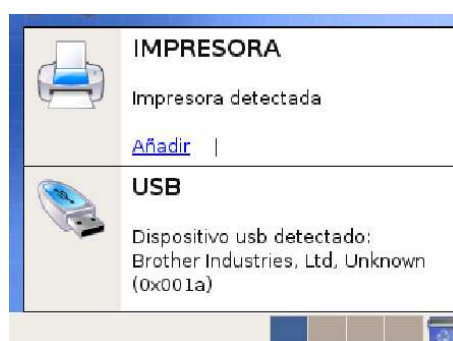 IMPRESORA
Impresora detectada
Añadir |
USB
Dispositivo usb detectado:
Brother Industries, Ltd, Unknown
(0x001a)